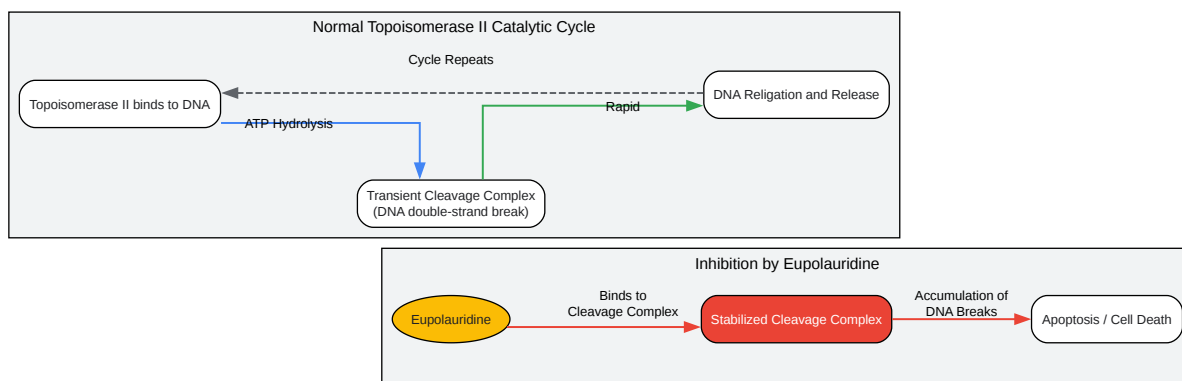 Normal Topoisomerase II Catalytic Cycle
Cycle Repeats
Topoisomerase II binds to DNA
DNA Religation and Release
Rapid
ATP Hydrolysis
Transient Cleavage Complex
(DNA double-strand break)
Inhibition by Eupolauridine
Binds to
Cleavage Complex
Accumulation of
DNA Breaks
Eupolauridine
Stabilized Cleavage Complex
Apoptosis / Cell Death